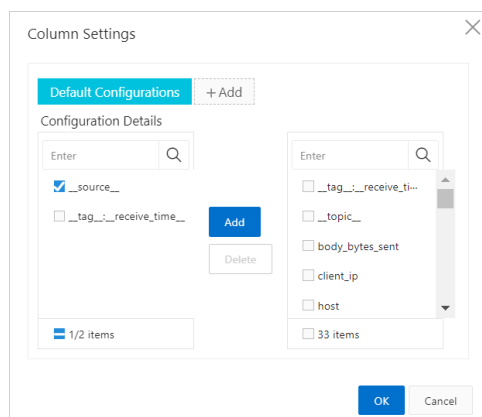 Column Settings
Default Configurations
+ Add
Configuration Details
Enter
__source__
__tag__:__receive_time__
1/2 items
Add
Delete
Enter
__tag__:__receive_ti···
__topic__
body_bytes_sent
client_ip
host
33 items
OK
Cancel